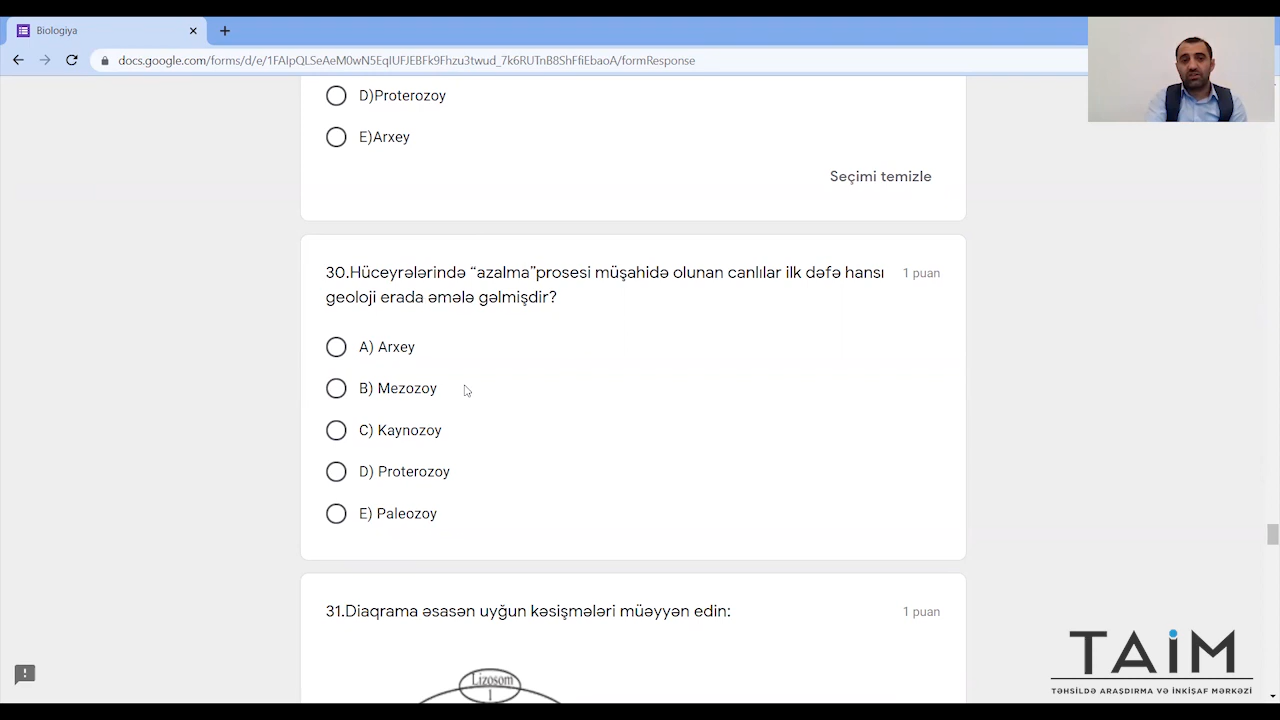 Biologiya
docs.google.com/forms/d/e/1FAIpQLSeAeM0wN5EqIUFJEBFk9Fhzu3twud_7k6RUTnB8ShFfiEbaoA/formResponse
D)Proterozoy
E)Arxey
Seçimi temizle
30.Hüceyrələrində “azalma”prosesi müşahidə olunan canlılar ilk dəfə hansı 1 puan
geoloji erada əmələ gəlmişdir?
A) Arxey
B) Mezozoy
C) Kaynozoy
D) Proterozoy
E) Paleozoy
31.Diaqrama əsasən uyğun kəsişmələri müəyyən edin: 1 puan
Lizosom
1
TAiM
TƏHSİLDƏ ARAŞDIRMA VƏ İNKİŞAF MƏRKƏZİ